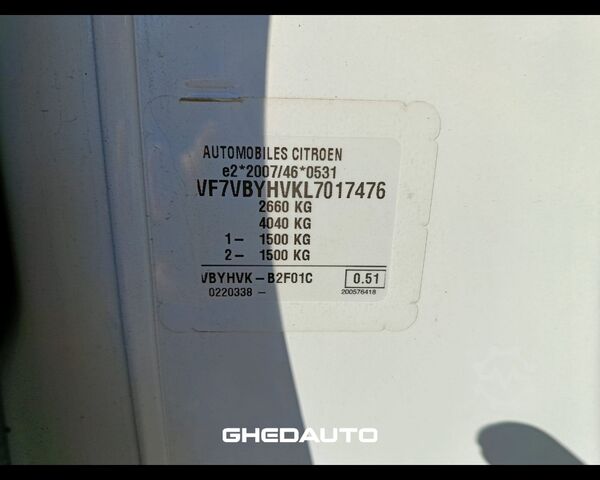 AUTOMOBILES CITROEN
e2*2007/46*0531
VF7VBYHVKL7017476
2660 KG
4040 KG
1- 1500 KG
2- 1500 KG
VBYHVK-B2F01C 0.51
0220338 - 200576418
GHEDAUTO